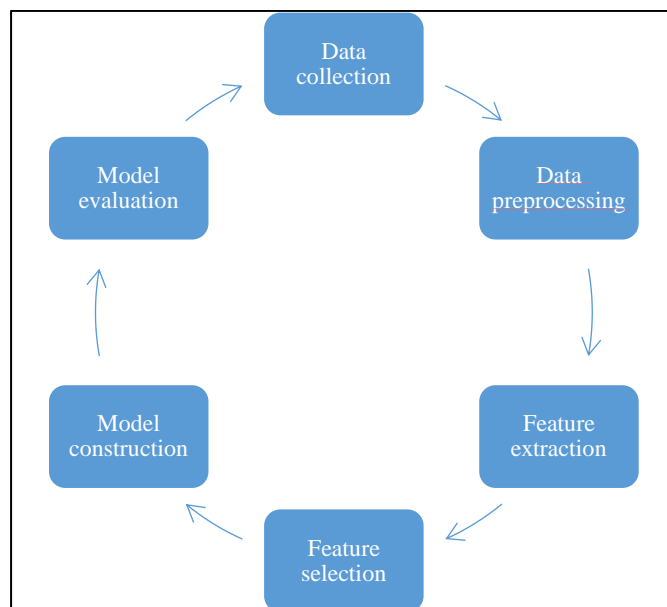 Data
collection
Data
preprocessing
Feature
extraction
Feature
selection
Model
construction
Model
evaluation